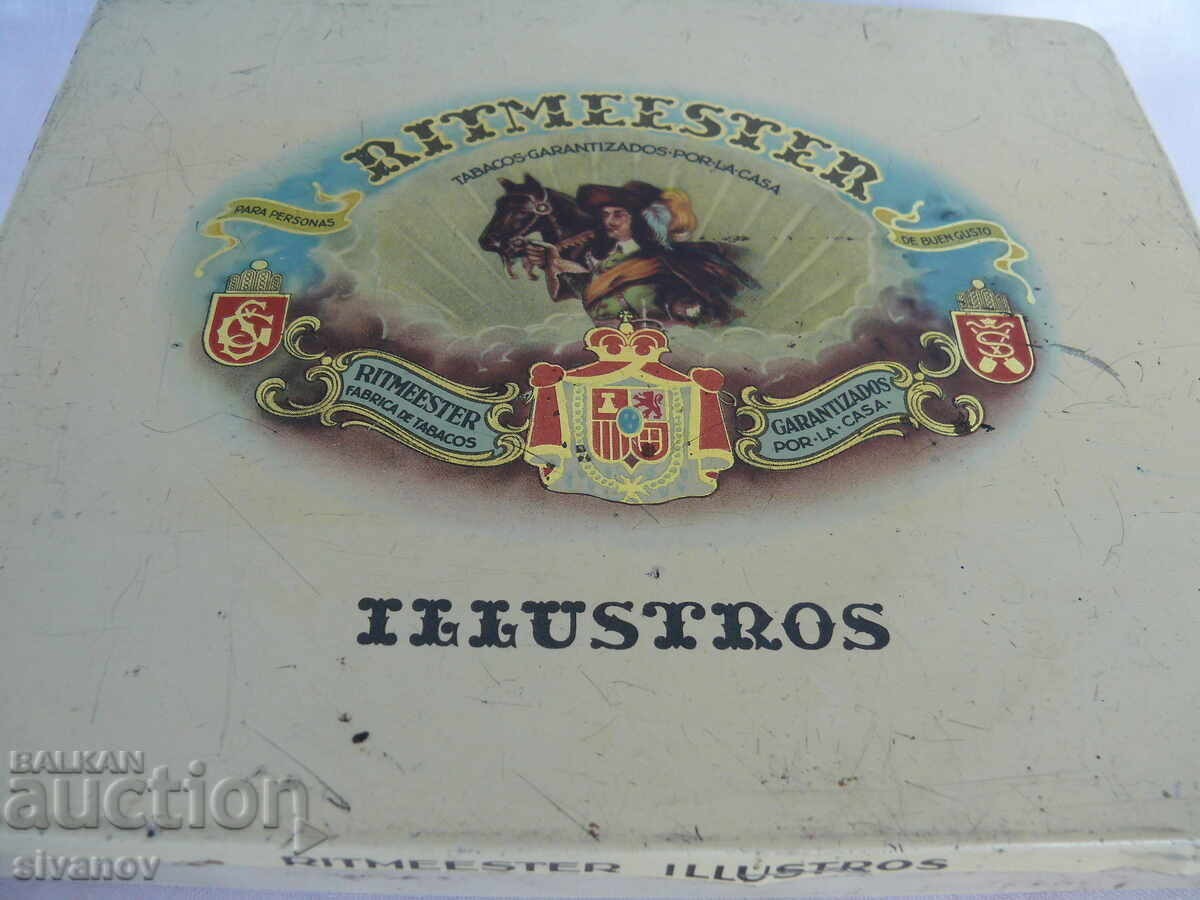 RITMEESTER
TABACOS·GARANTIZADOS·POR·LA·CASA
PARA PERSONAS
DE BUEN GUSTO
RITMEESTER
FABRICA DE TABACOS
GARANTIZADOS
POR·LA·CASA·
ILLUSTROS
RITMEESTER ILLUSTROS
BALKAN
auction
sivanov